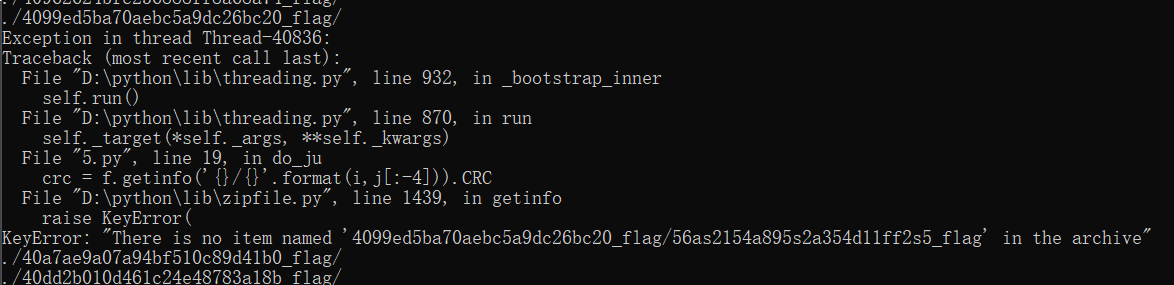 ./4099ed5ba70aebc5a9dc26bc20_flag/
Exception in thread Thread-40836:
Traceback (most recent call last):
  File "D:\python\lib\threading.py", line 932, in _bootstrap_inner
    self.run()
  File "D:\python\lib\threading.py", line 870, in run
    self._target(*self._args, **self._kwargs)
  File "5.py", line 19, in do_ju
    crc = f.getinfo('{}/{}'.format(i,j[:-4])).CRC
  File "D:\python\lib\zipfile.py", line 1439, in getinfo
    raise KeyError(
KeyError: "There is no item named '4099ed5ba70aebc5a9dc26bc20_flag/56as2154a895s2a354d11ff2s5_flag' in the archive"
./40a7ae9a07a94bf510c89d41b0_flag/
./40dd2b010d461c24e48783a18b_flag/